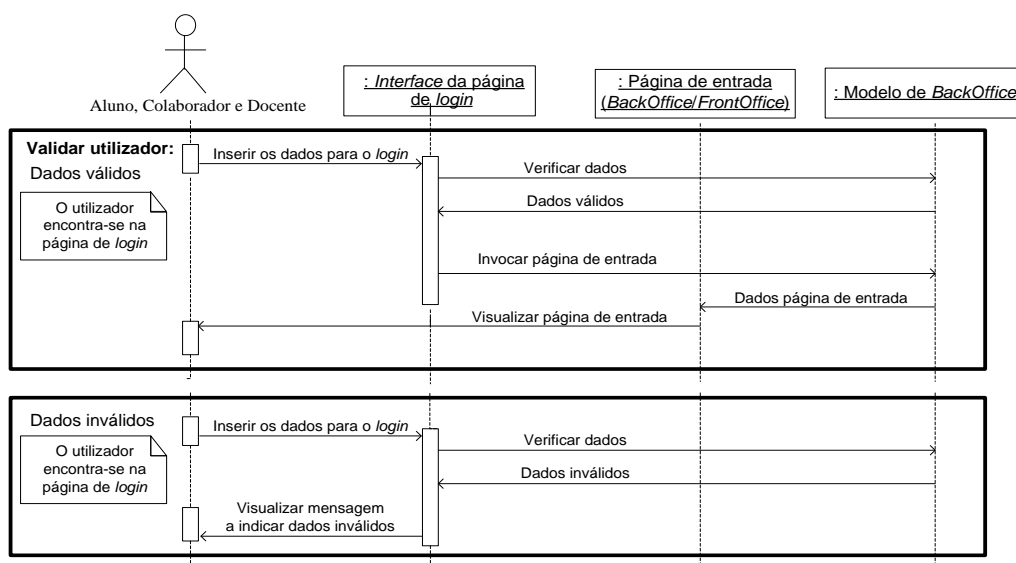 Aluno, Colaborador e Docente
: Interface da página
de login
: Página de entrada
(BackOffice/FrontOffice)
: Modelo de BackOffice
Validar utilizador:
Dados válidos
O utilizador
encontra-se na
página de login
Inserir os dados para o login
Verificar dados
Dados válidos
Invocar página de entrada
Dados página de entrada
Visualizar página de entrada
Dados inválidos
O utilizador
encontra-se na
página de login
Inserir os dados para o login
Verificar dados
Dados inválidos
Visualizar mensagem
a indicar dados inválidos